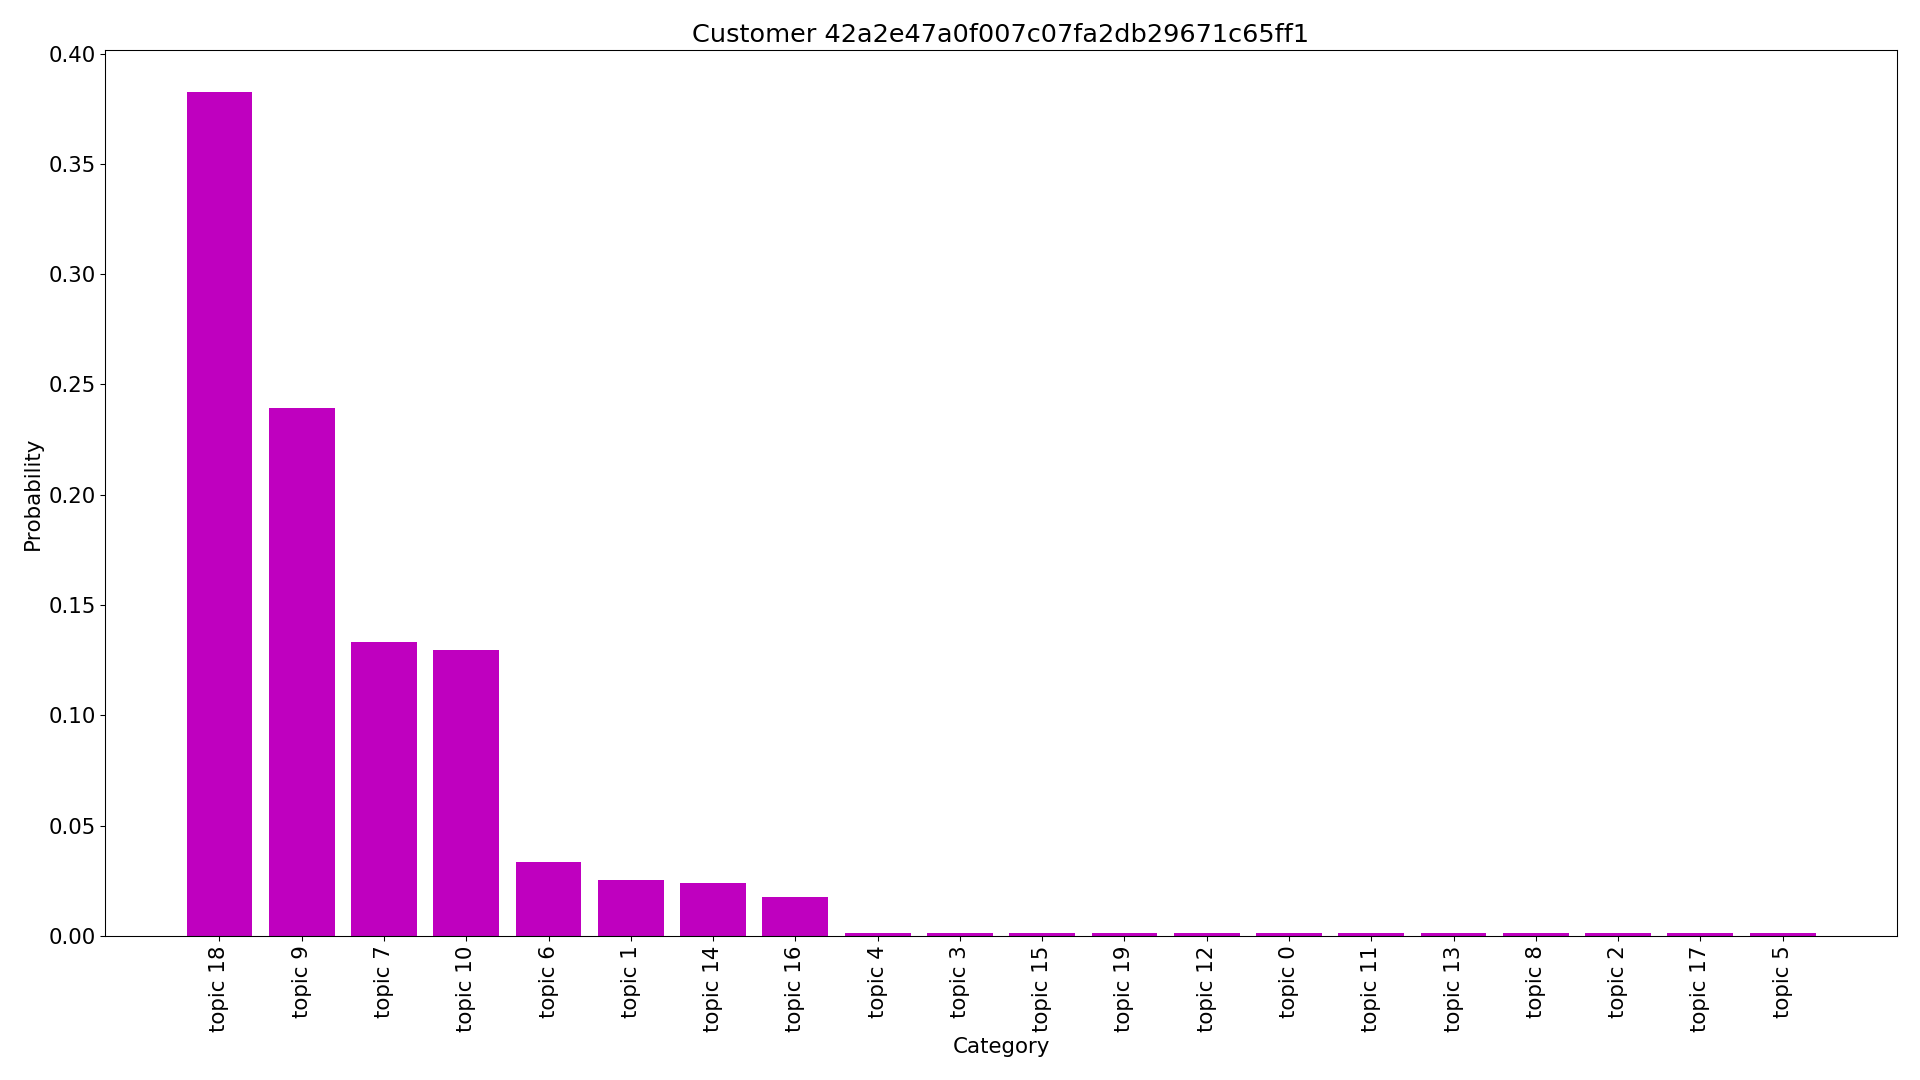 Customer 42a2e47a0f007c07fa2db29671c65ff1
Probability
0.40
0.35
0.30
0.25
0.20
0.15
0.10
0.05
0.00
topic 18
topic 9
topic 7
topic 10
topic 6
topic 1
topic 14
topic 16
topic 4
topic 3
topic 15
topic 19
topic 12
topic 0
topic 11
topic 13
topic 8
topic 2
topic 17
topic 5
Category